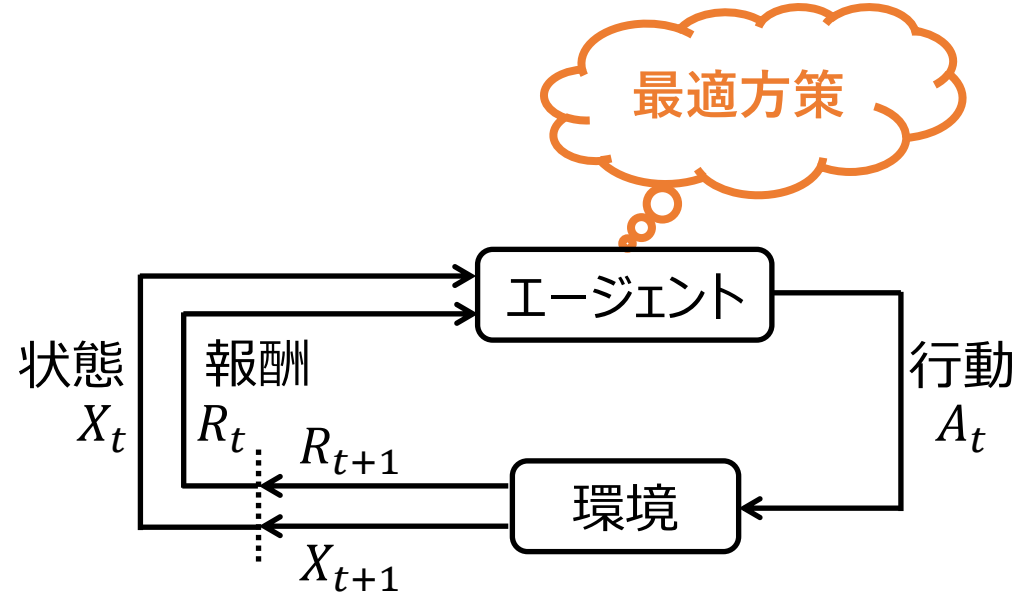 最適方策
エージェント
状態
X_t
報酬
R_t
行動
A_t
R_{t+1}
環境
X_{t+1}